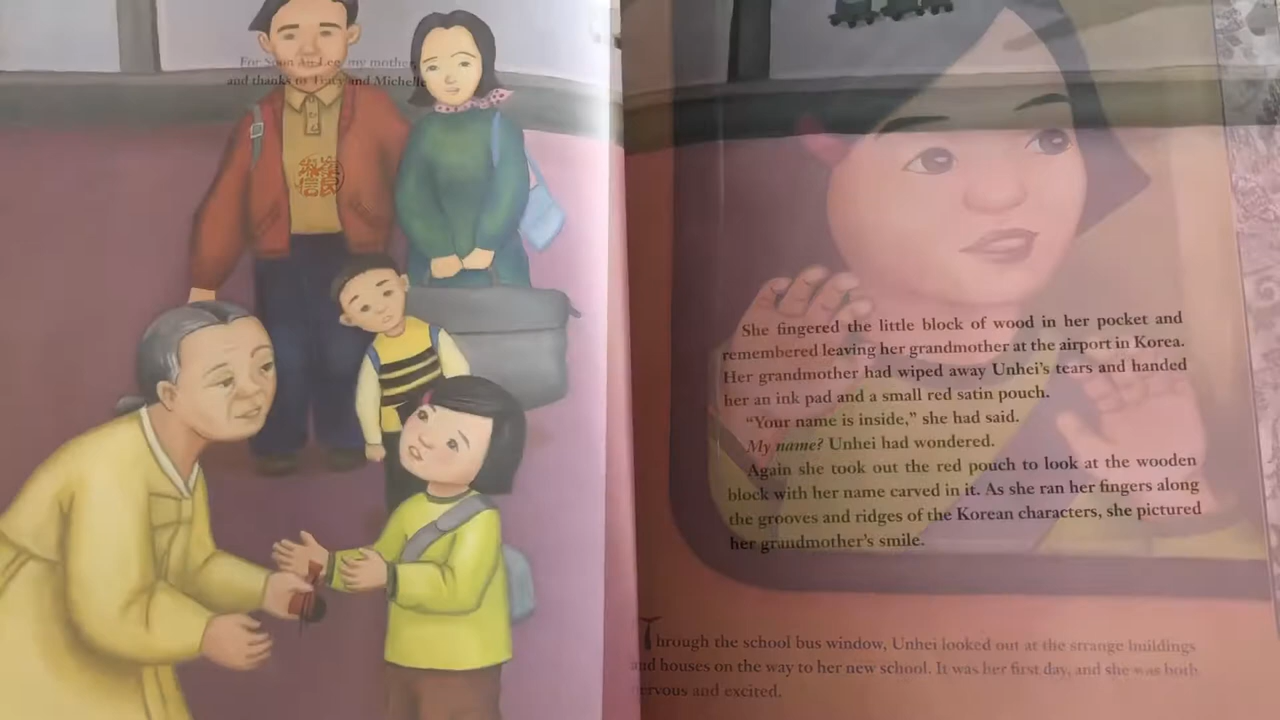 For Soon An Lee, my mother,
and thanks to Tracy and Michelle
She fingered the little block of wood in her pocket and
remembered leaving her grandmother at the airport in Korea.
Her grandmother had wiped away Unhei's tears and handed
her an ink pad and a small red satin pouch.
“Your name is inside,” she had said.
My name? Unhei had wondered.
Again she took out the red pouch to look at the wooden
block with her name carved in it. As she ran her fingers along
the grooves and ridges of the Korean characters, she pictured
her grandmother's smile.
Through the school bus window, Unhei looked out at the strange buildings
and houses on the way to her new school. It was her first day, and she was both
nervous and excited.